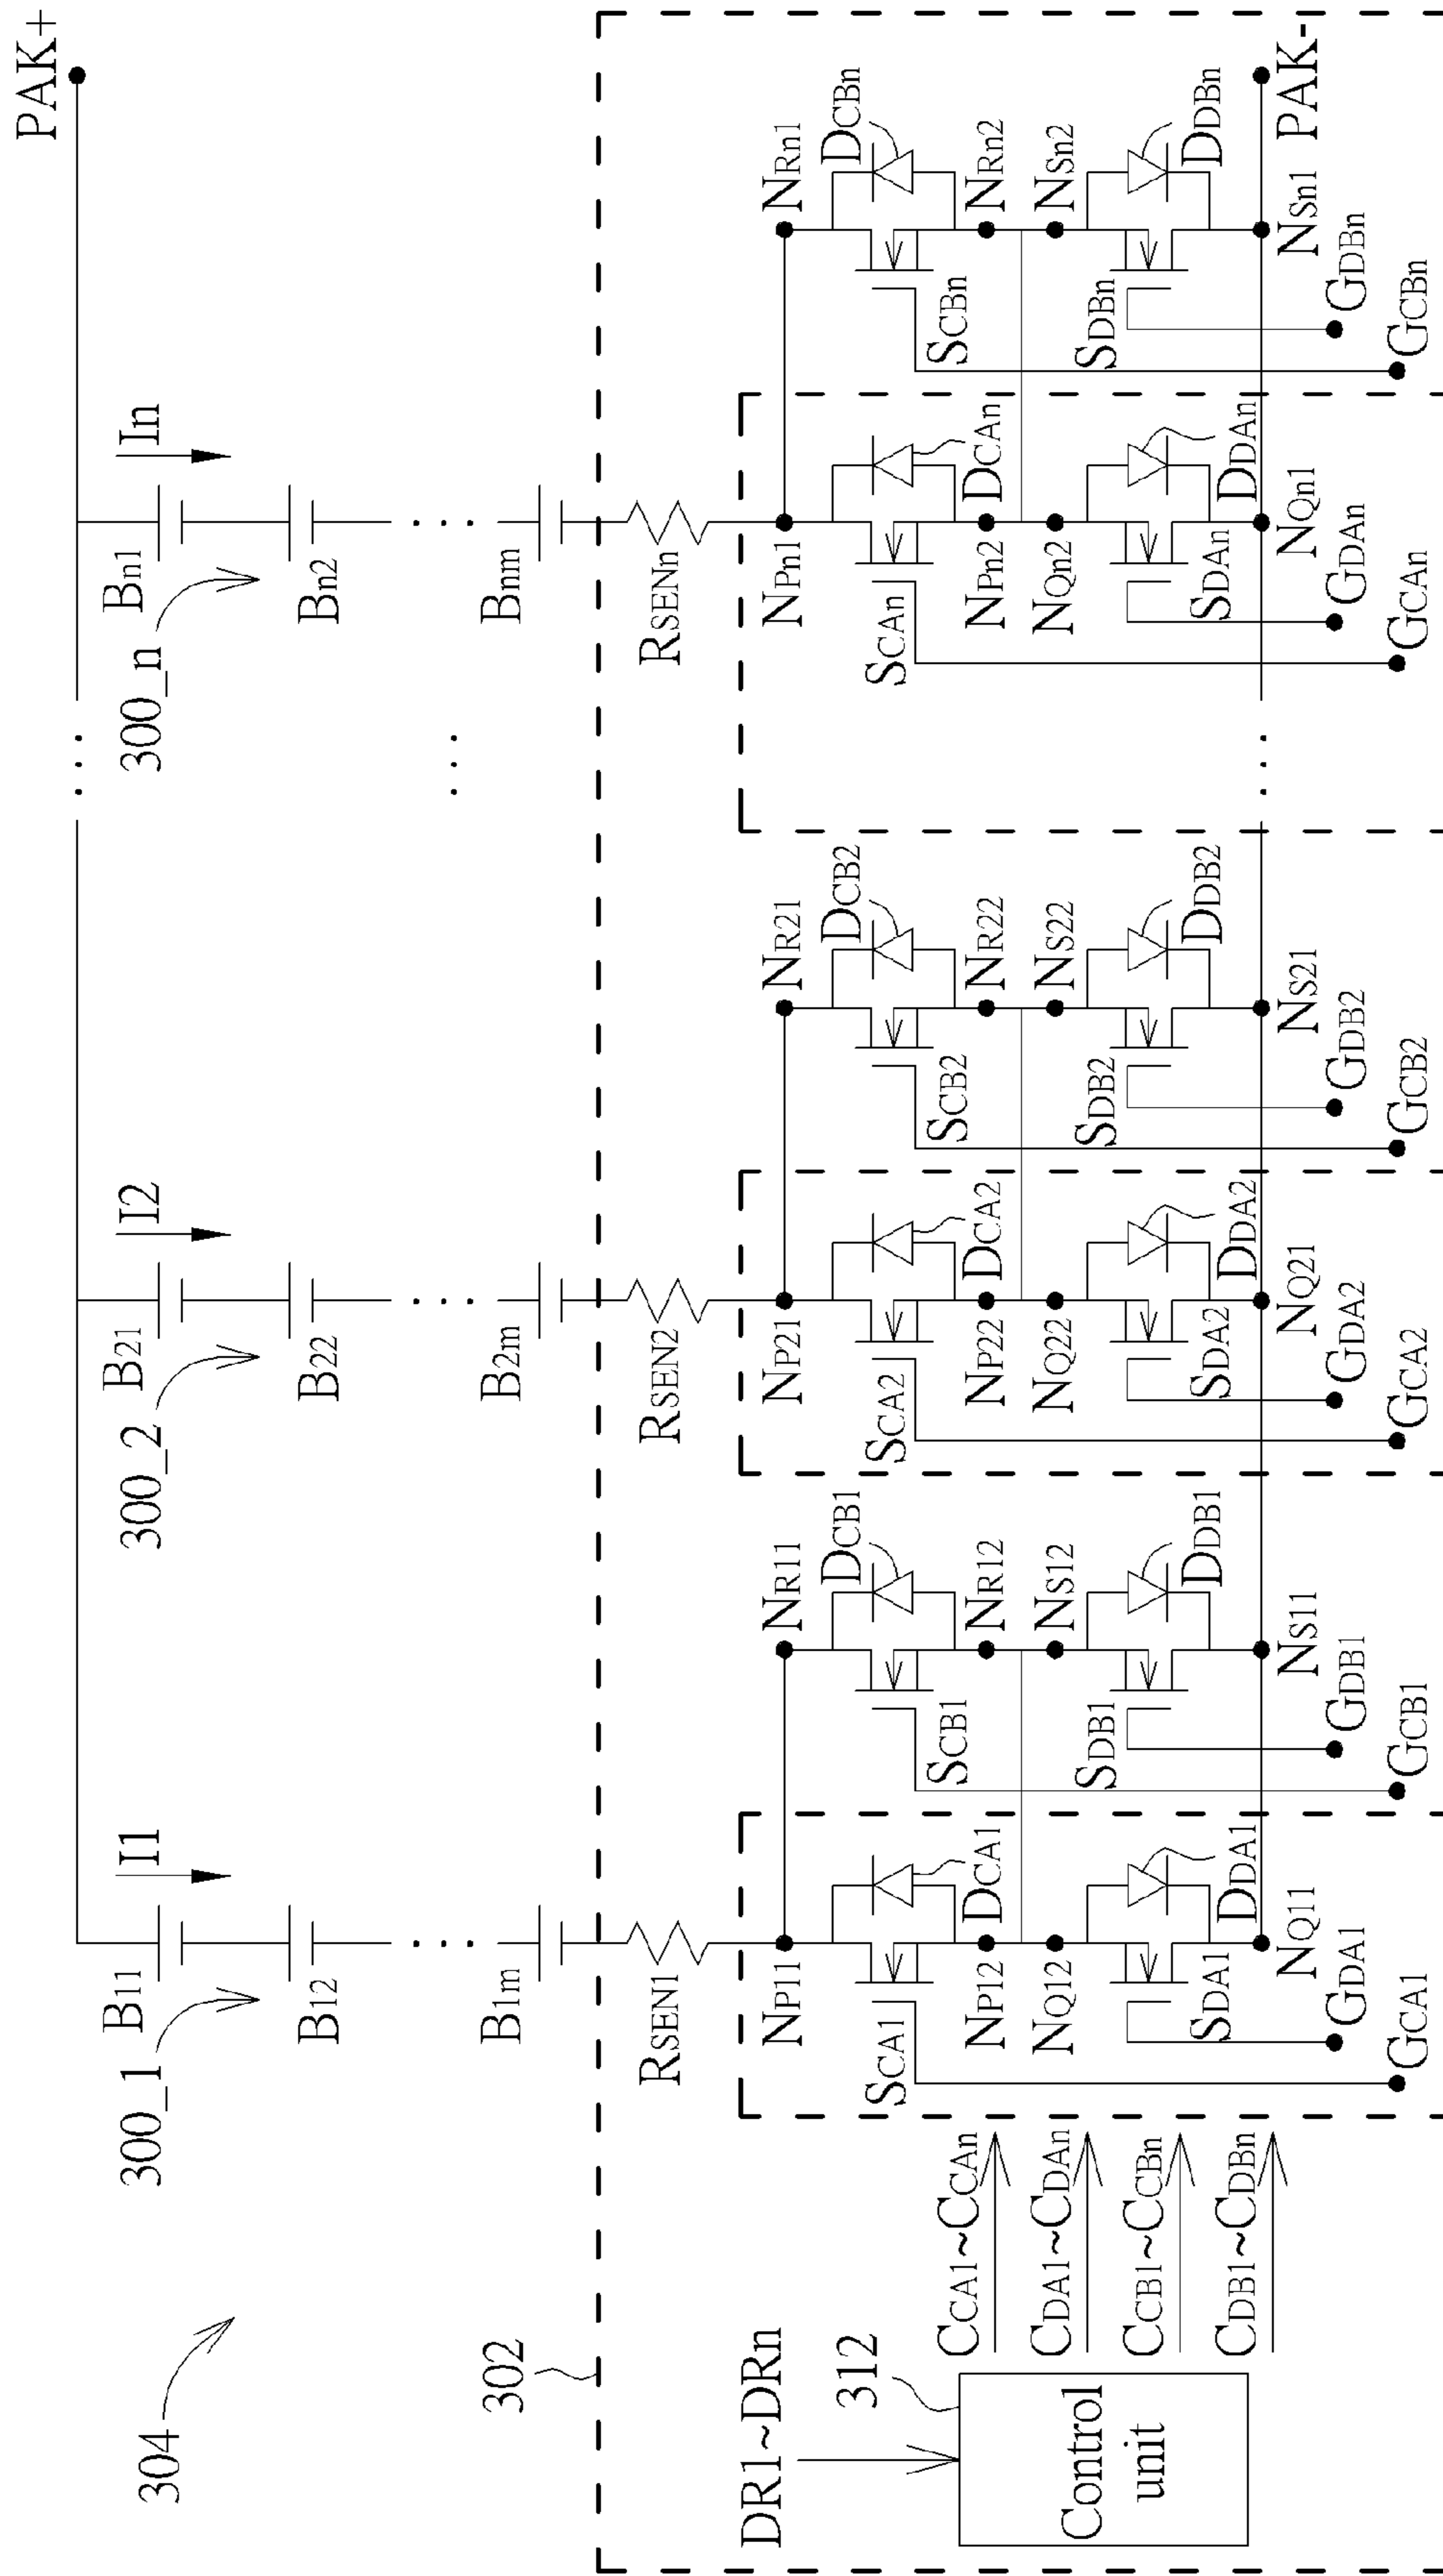 PAK+
304
300_1
B11
I1
B12
B1m
300_2
B21
I2
B22
B2m
300_n
Bn1
In
Bn2
Bnm
302
RSEN1
RSEN2
RSENn
DR1~DRn
312
Control
unit
CCA1~CCAn
CDA1~CDAn
CCB1~CCBn
CDB1~CDBn
NP11
SCA1
DCA1
NP12
NQ12
SDA1
DDA1
NQ11
GDA1
GCA1
NR11
DCB1
SCB1
NR12
NS12
SDB1
DDB1
NS11
GDB1
GCB1
NP21
SCA2
DCA2
NP22
NQ22
SDA2
DDA2
NQ21
GDA2
GCA2
NR21
DCB2
SCB2
NR22
NS22
SDB2
DDB2
NS21
GDB2
GCB2
NPn1
SCAn
DCAn
NPn2
NQn2
SDAn
DDAn
NQn1
GDAn
GCAn
NRn1
DCBn
SCBn
NRn2
NSn2
SDBn
DDBn
NSn1
PAK-
GDBn
GCBn